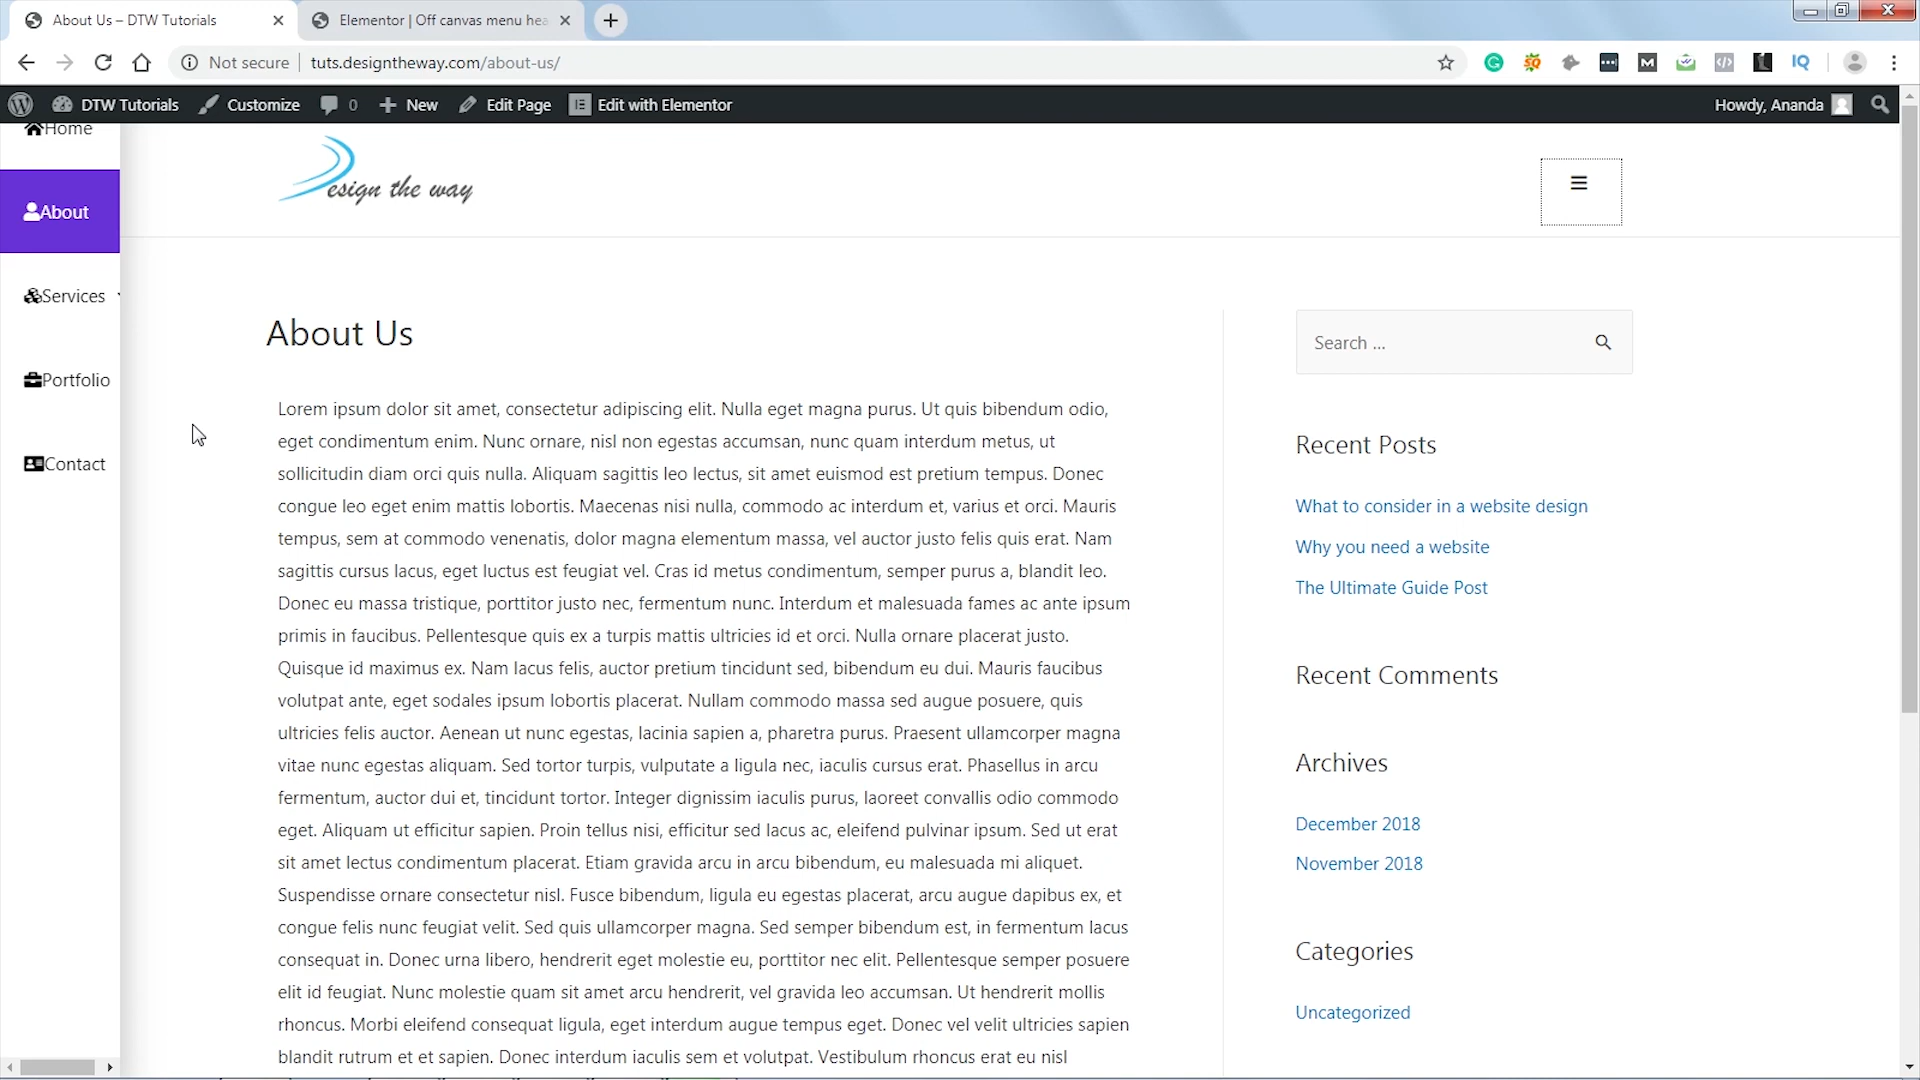 About Us – DTW Tutorials
Elementor | Off canvas menu hea
Not secure
tuts.designtheway.com/about-us/
DTW Tutorials
Customize
0
New
Edit Page
Edit with Elementor
Howdy, Ananda
Home
esign the way
About
Services
Portfolio
Contact
About Us
Lorem ipsum dolor sit amet, consectetur adipiscing elit. Nulla eget magna purus. Ut quis bibendum odio,
eget condimentum enim. Nunc ornare, nisl non egestas accumsan, nunc quam interdum metus, ut
sollicitudin diam orci quis nulla. Aliquam sagittis leo lectus, sit amet euismod est pretium tempus. Donec
congue leo eget enim mattis lobortis. Maecenas nisi nulla, commodo ac interdum et, varius et orci. Mauris
tempus, sem at commodo venenatis, dolor magna elementum massa, vel auctor justo felis quis erat. Nam
sagittis cursus lacus, eget luctus est feugiat vel. Cras id metus condimentum, semper purus a, blandit leo.
Donec eu massa tristique, porttitor justo nec, fermentum nunc. Interdum et malesuada fames ac ante ipsum
primis in faucibus. Pellentesque quis ex a turpis mattis ultricies id et orci. Nulla ornare placerat justo.
Quisque id maximus ex. Nam lacus felis, auctor pretium tincidunt sed, bibendum eu dui. Mauris faucibus
volutpat ante, eget sodales ipsum lobortis placerat. Nullam commodo massa sed augue posuere, quis
ultricies felis auctor. Aenean ut nunc egestas, lacinia sapien a, pharetra purus. Praesent ullamcorper magna
vitae nunc egestas aliquam. Sed tortor turpis, vulputate a ligula nec, iaculis cursus erat. Phasellus in arcu
fermentum, auctor dui et, tincidunt tortor. Integer dignissim iaculis purus, laoreet convallis odio commodo
eget. Aliquam ut efficitur sapien. Proin tellus nisi, efficitur sed lacus ac, eleifend pulvinar ipsum. Sed ut erat
sit amet lectus condimentum placerat. Etiam gravida arcu in arcu bibendum, eu malesuada mi aliquet.
Suspendisse ornare consectetur nisl. Fusce bibendum, ligula eu egestas placerat, arcu augue dapibus ex, et
congue felis nunc feugiat velit. Sed quis ullamcorper magna. Sed semper bibendum est, in fermentum lacus
consequat in. Donec urna libero, hendrerit eget molestie eu, porttitor nec elit. Pellentesque semper posuere
elit id feugiat. Nunc molestie quam sit amet arcu hendrerit, vel gravida leo accumsan. Ut hendrerit mollis
rhoncus. Morbi eleifend consequat ligula, eget interdum augue tempus eget. Donec vel velit ultricies sapien
blandit rutrum et et sapien. Donec interdum iaculis sem et volutpat. Vestibulum rhoncus erat eu nisl
Search ...
Recent Posts
What to consider in a website design
Why you need a website
The Ultimate Guide Post
Recent Comments
Archives
December 2018
November 2018
Categories
Uncategorized